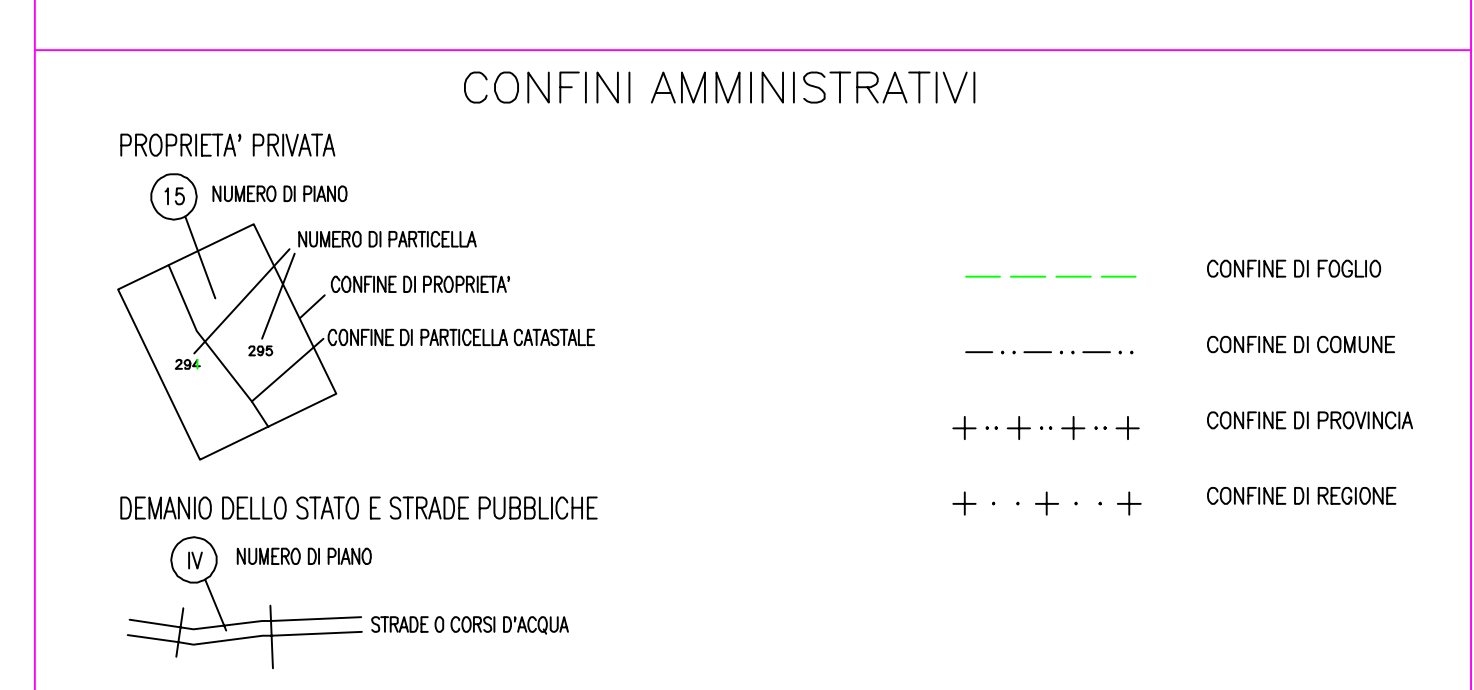 CONFINI AMMINISTRATIVI
PROPRIETA' PRIVATA
15 NUMERO DI PIANO
NUMERO DI PARTICELLA
CONFINE DI PROPRIETA'
CONFINE DI PARTICELLA CATASTALE
294
295
DEMANIO DELLO STATO E STRADE PUBBLICHE
IV NUMERO DI PIANO
STRADE O CORSI D'ACQUA
CONFINE DI FOGLIO
CONFINE DI COMUNE
CONFINE DI PROVINCIA
CONFINE DI REGIONE